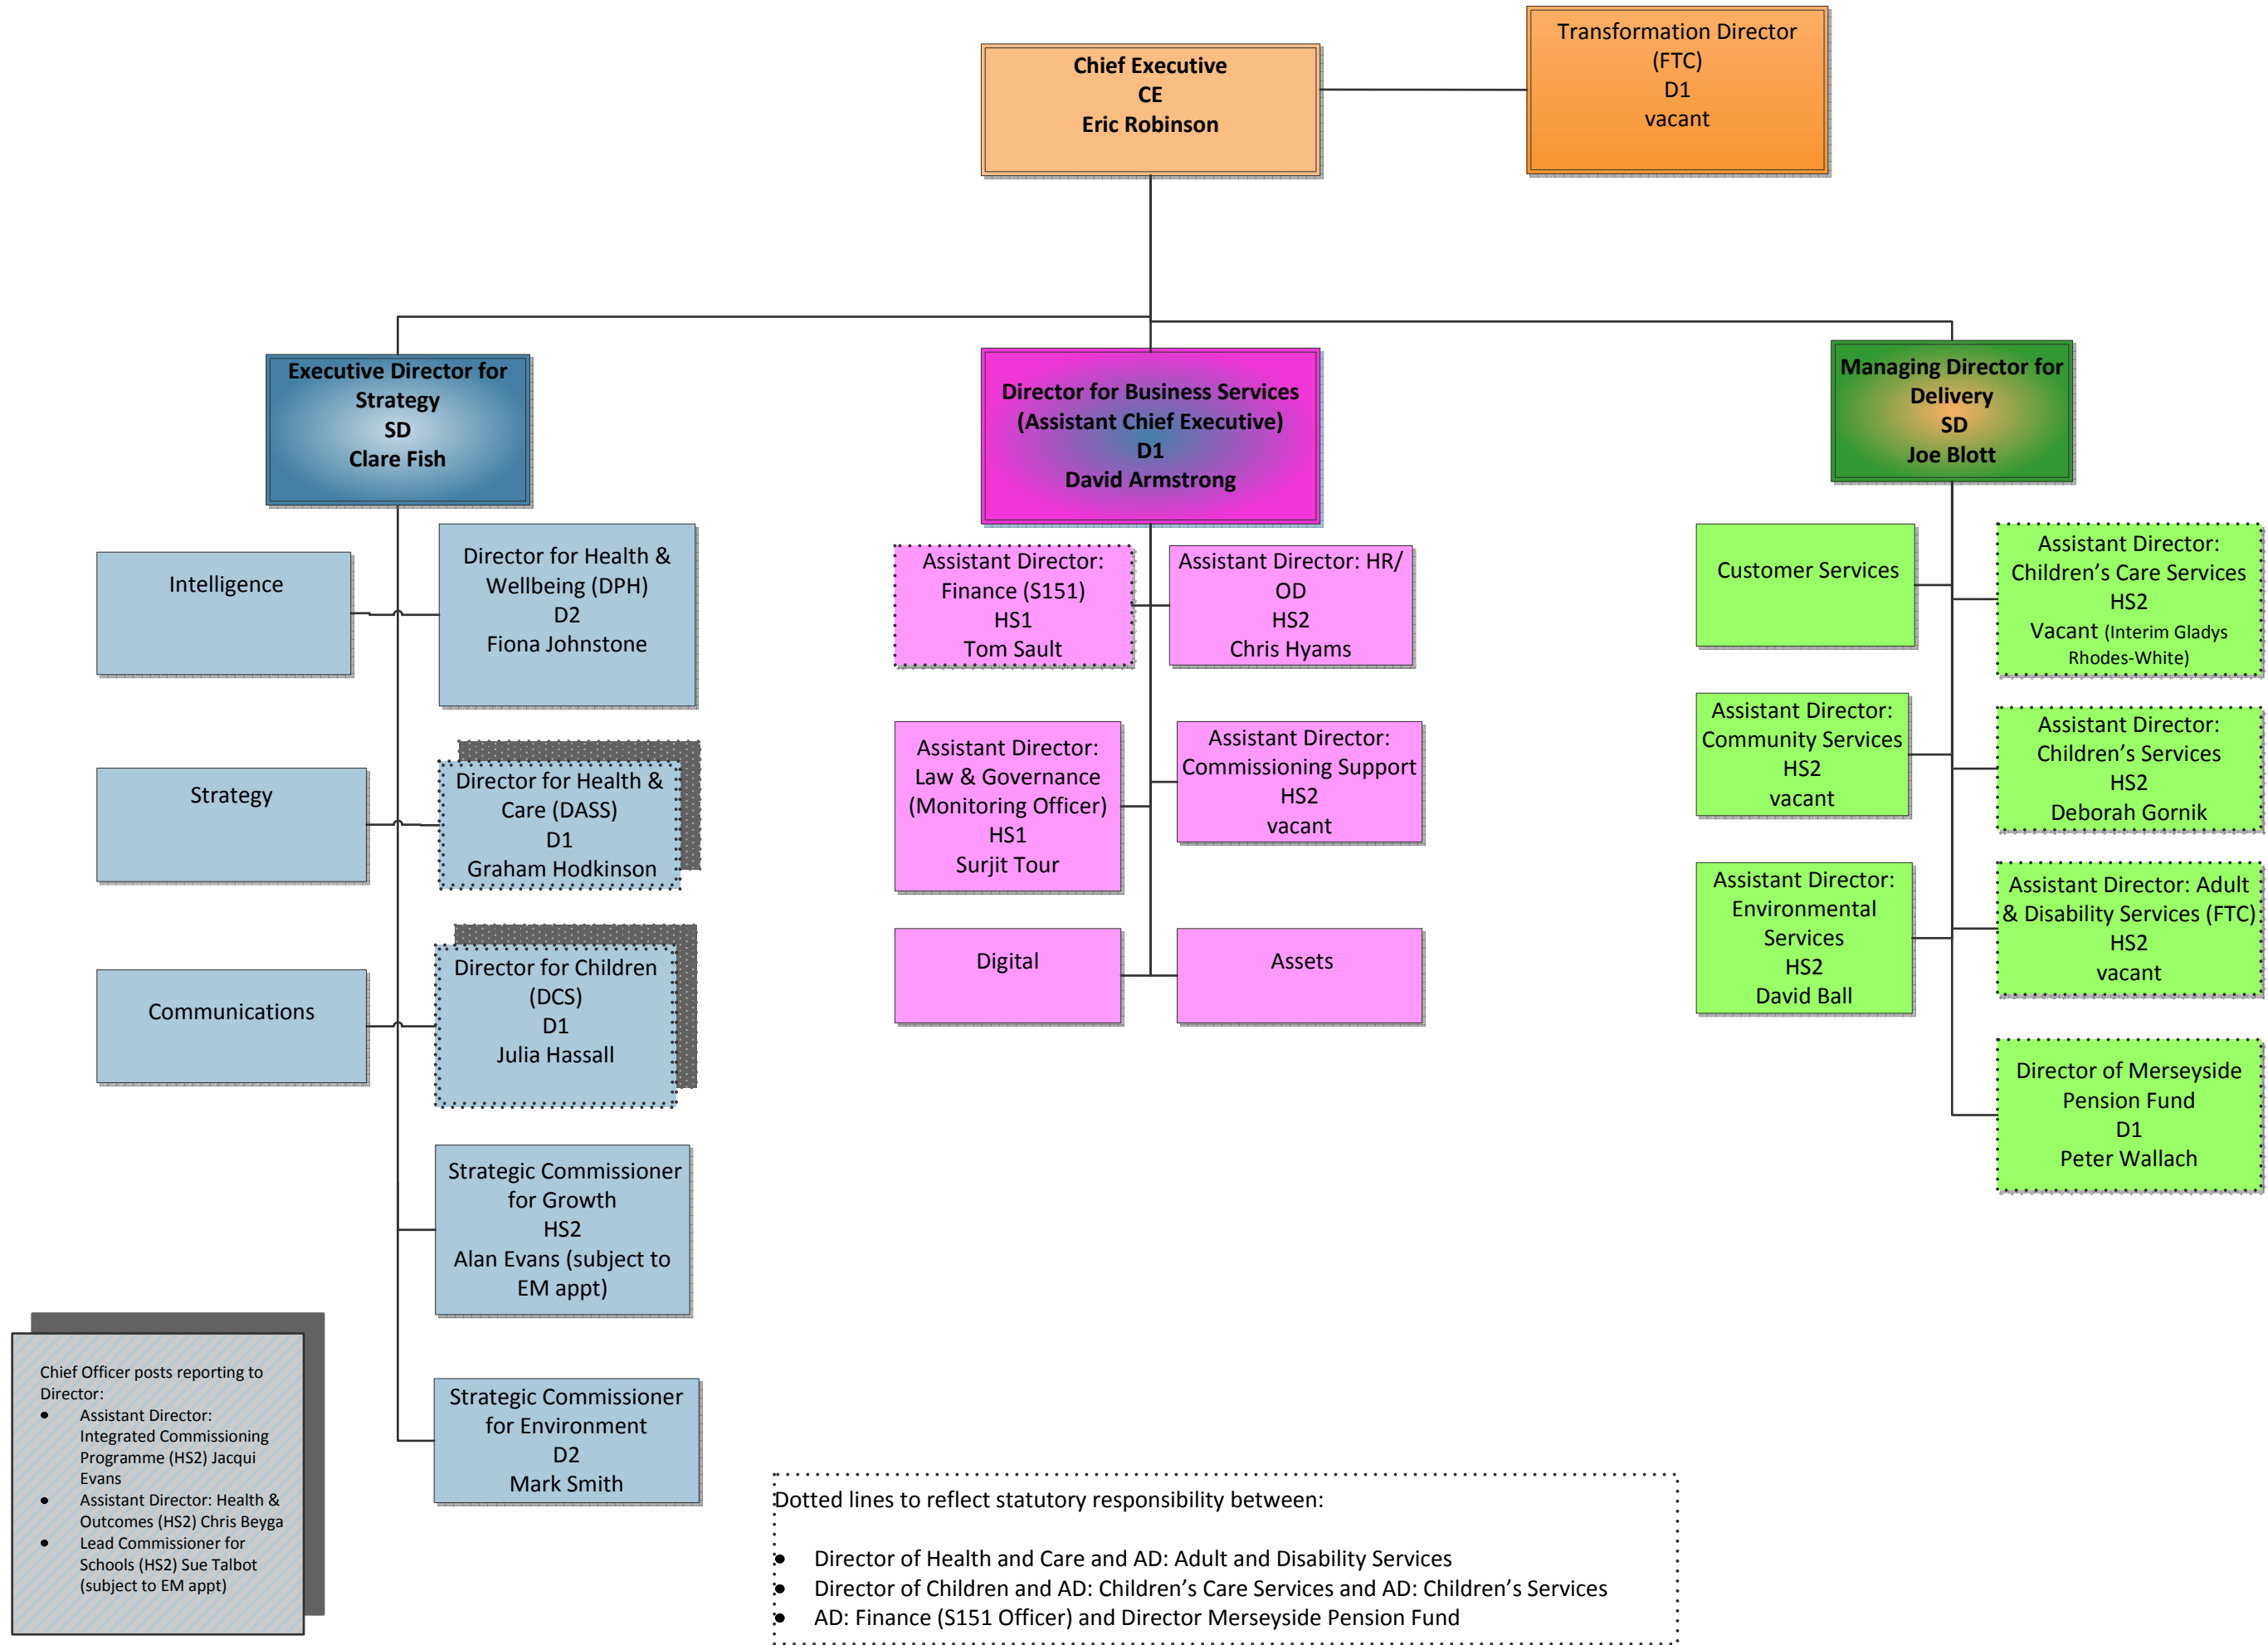 Chief Executive
CE
Eric Robinson
Transformation Director
(FTC)
D1
vacant
Executive Director for
Strategy
SD
Clare Fish
Director for Business Services
(Assistant Chief Executive)
D1
David Armstrong
Managing Director for
Delivery
SD
Joe Blott
Intelligence
Director for Health &
Wellbeing (DPH)
D2
Fiona Johnstone
Strategy
Director for Health &
Care (DASS)
D1
Graham Hodkinson
Communications
Director for Children
(DCS)
D1
Julia Hassall
Strategic Commissioner
for Growth
HS2
Alan Evans (subject to
EM appt)
Strategic Commissioner
for Environment
D2
Mark Smith
Assistant Director:
Finance (S151)
HS1
Tom Sault
Assistant Director: HR/
OD
HS2
Chris Hyams
Assistant Director:
Law & Governance
(Monitoring Officer)
HS1
Surjit Tour
Assistant Director:
Commissioning Support
HS2
vacant
Digital
Assets
Customer Services
Assistant Director:
Children’s Care Services
HS2
Vacant (Interim Gladys
Rhodes-White)
Assistant Director:
Community Services
HS2
vacant
Assistant Director:
Children’s Services
HS2
Deborah Gornik
Assistant Director:
Environmental
Services
HS2
David Ball
Assistant Director: Adult
& Disability Services (FTC)
HS2
vacant
Director of Merseyside
Pension Fund
D1
Peter Wallach
Chief Officer posts reporting to
Director:
• Assistant Director:
Integrated Commissioning
Programme (HS2) Jacqui
Evans
• Assistant Director: Health &
Outcomes (HS2) Chris Beyga
• Lead Commissioner for
Schools (HS2) Sue Talbot
(subject to EM appt)
Dotted lines to reflect statutory responsibility between:
• Director of Health and Care and AD: Adult and Disability Services
• Director of Children and AD: Children’s Care Services and AD: Children’s Services
• AD: Finance (S151 Officer) and Director Merseyside Pension Fund